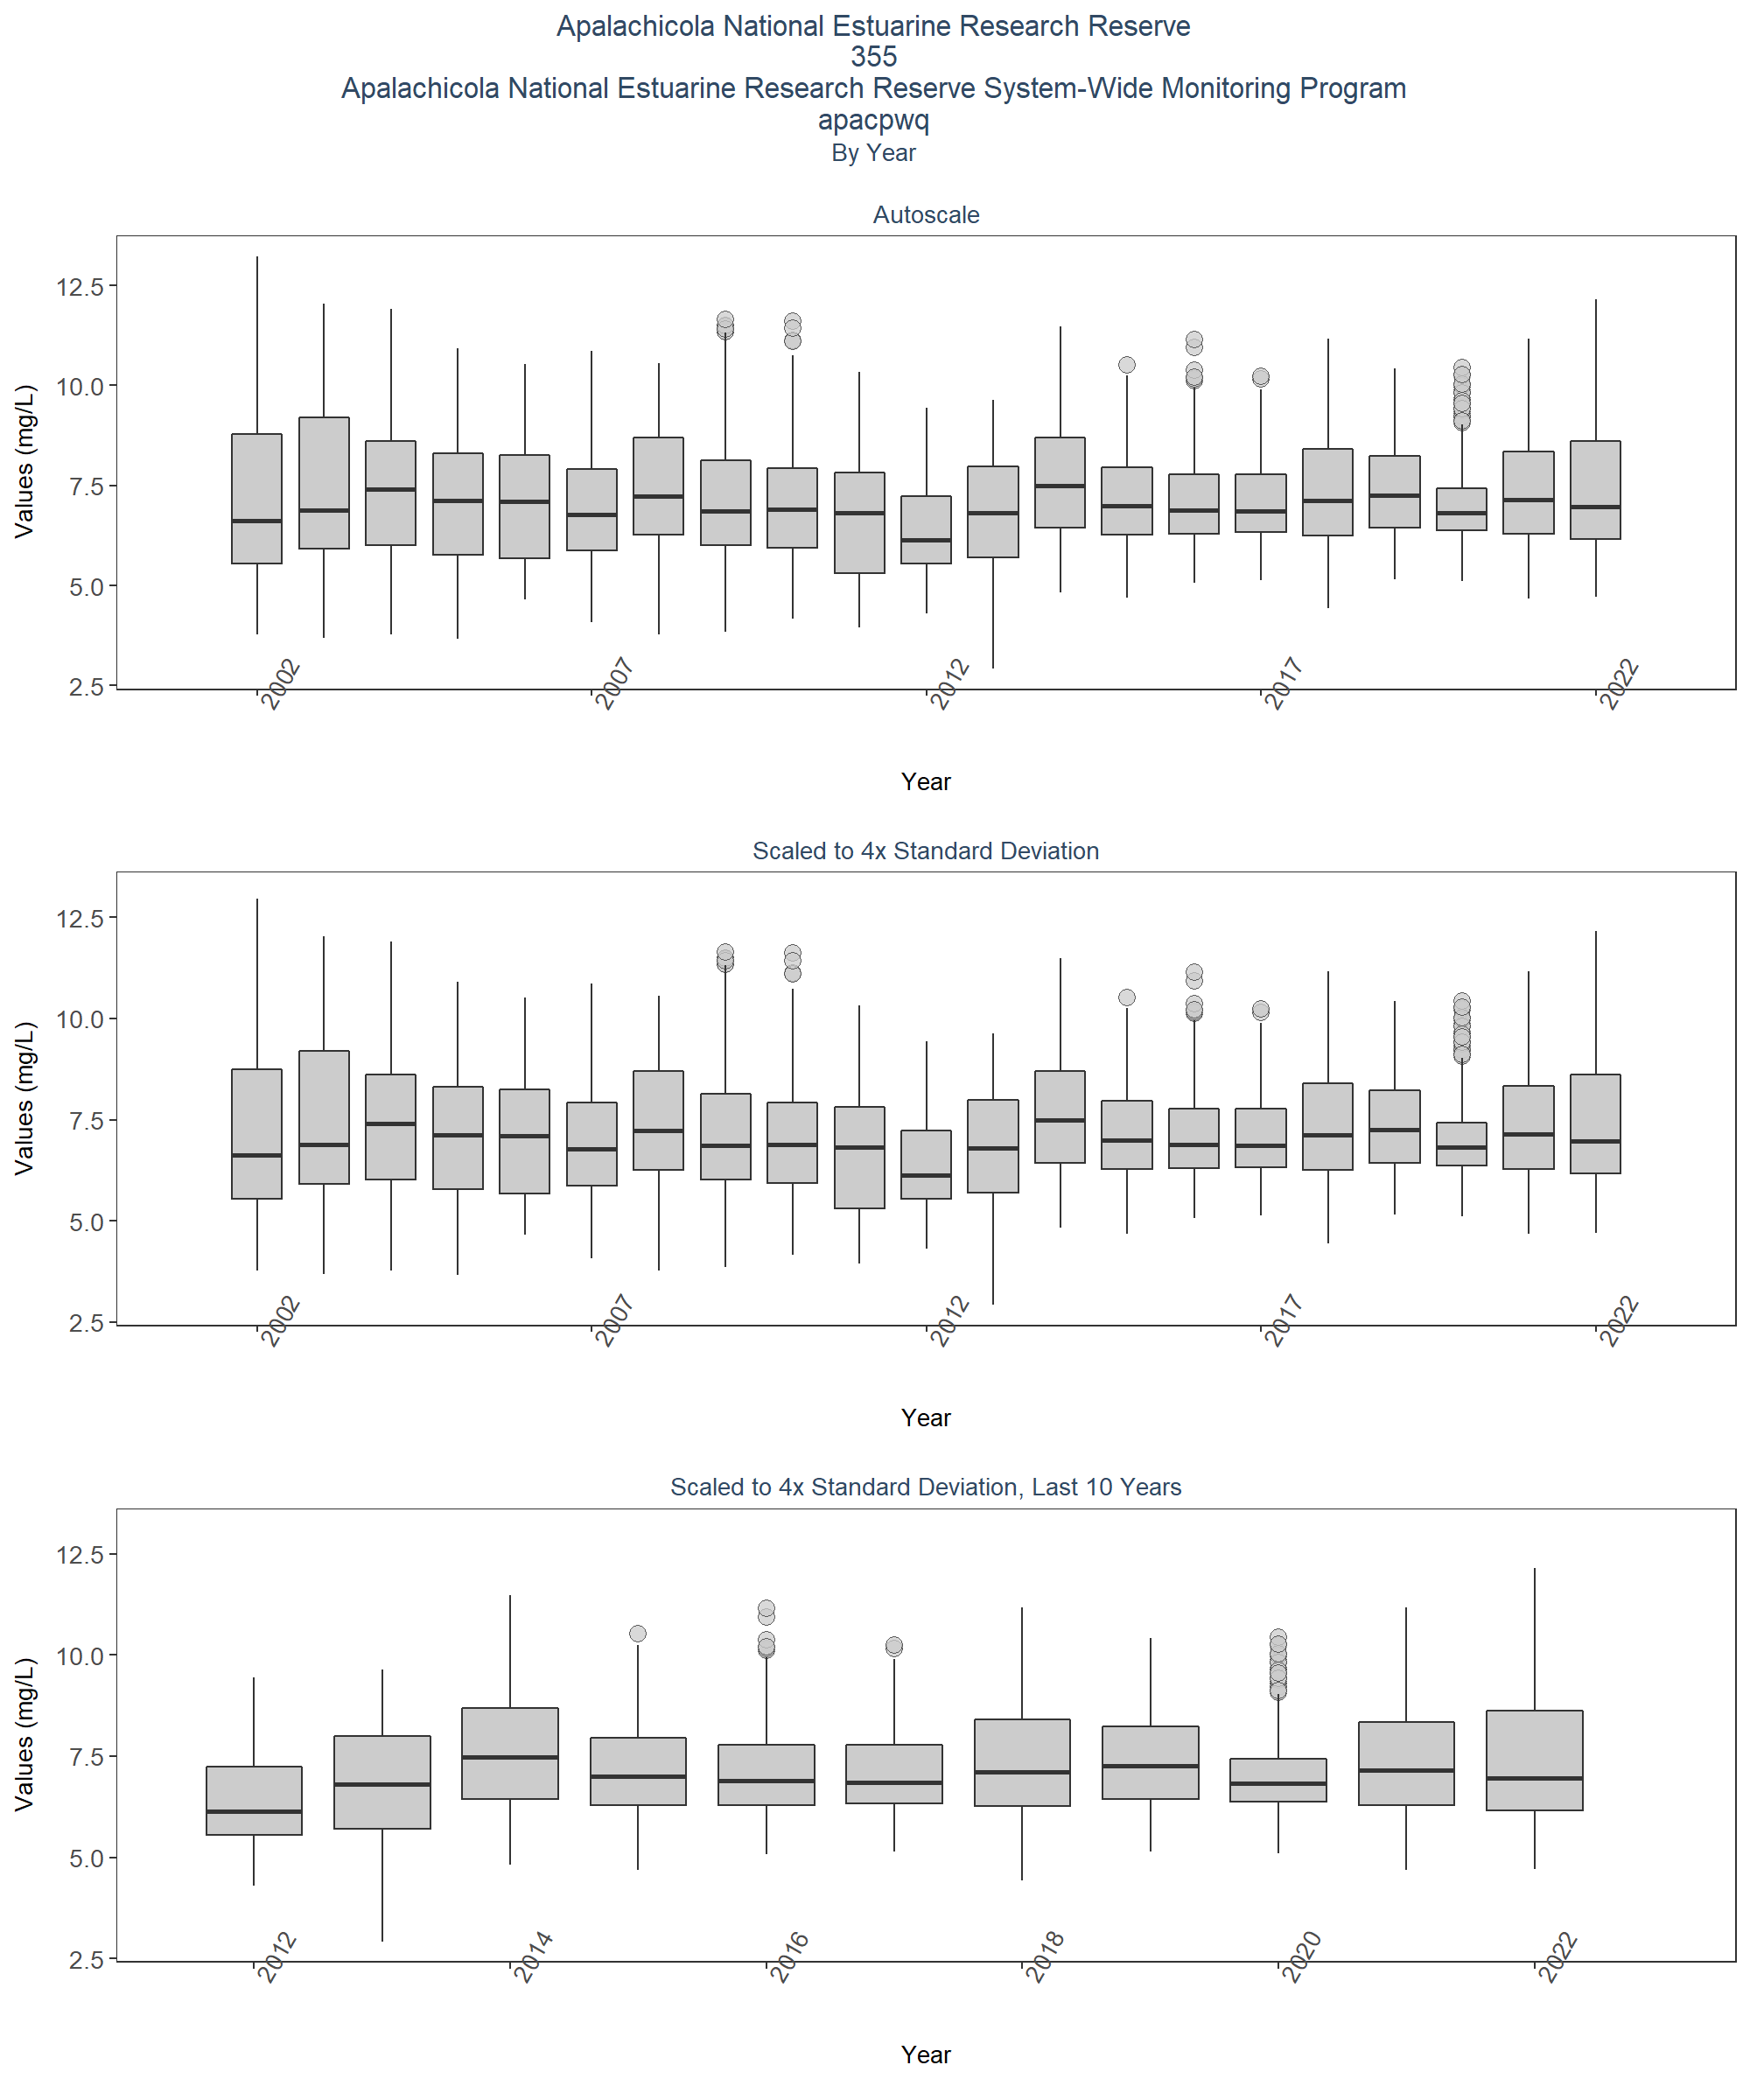 Apalachicola National Estuarine Research Reserve
355
Apalachicola National Estuarine Research Reserve System-Wide Monitoring Program
apacpwq
By Year
Autoscale
Values (mg/L)
12.5
10.0
7.5
5.0
2.5
2002 2007 2012 2017 2022
Year
Scaled to 4x Standard Deviation
Values (mg/L)
12.5
10.0
7.5
5.0
2.5
2002 2007 2012 2017 2022
Year
Scaled to 4x Standard Deviation, Last 10 Years
Values (mg/L)
12.5
10.0
7.5
5.0
2.5
2012 2014 2016 2018 2020 2022
Year